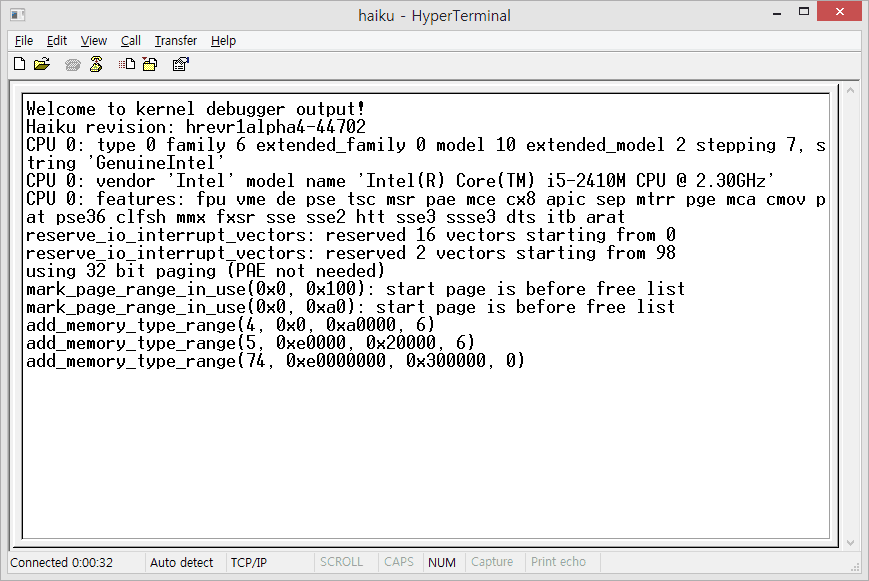 haiku - HyperTerminal
File Edit View Call Transfer Help
Welcome to kernel debugger output!
Haiku revision: hrevr1alpha4-44702
CPU 0: type 0 family 6 extended_family 0 model 10 extended_model 2 stepping 7, s
tring 'GenuineIntel'
CPU 0: vendor 'Intel' model name 'Intel(R) Core(TM) i5-2410M CPU @ 2.30GHz'
CPU 0: features: fpu vme de pse tsc msr pae mce cx8 apic sep mtrr pge mca cmov p
at pse36 clfsh mmx fxsr sse sse2 htt sse3 ssse3 dts itb arat
reserve_io_interrupt_vectors: reserved 16 vectors starting from 0
reserve_io_interrupt_vectors: reserved 2 vectors starting from 98
using 32 bit paging (PAE not needed)
mark_page_range_in_use(0x0, 0x100): start page is before free list
mark_page_range_in_use(0x0, 0xa0): start page is before free list
add_memory_type_range(4, 0x0, 0xa0000, 6)
add_memory_type_range(5, 0xe0000, 0x20000, 6)
add_memory_type_range(74, 0xe0000000, 0x300000, 0)
Connected 0:00:32 Auto detect TCP/IP SCROLL CAPS NUM Capture Print echo